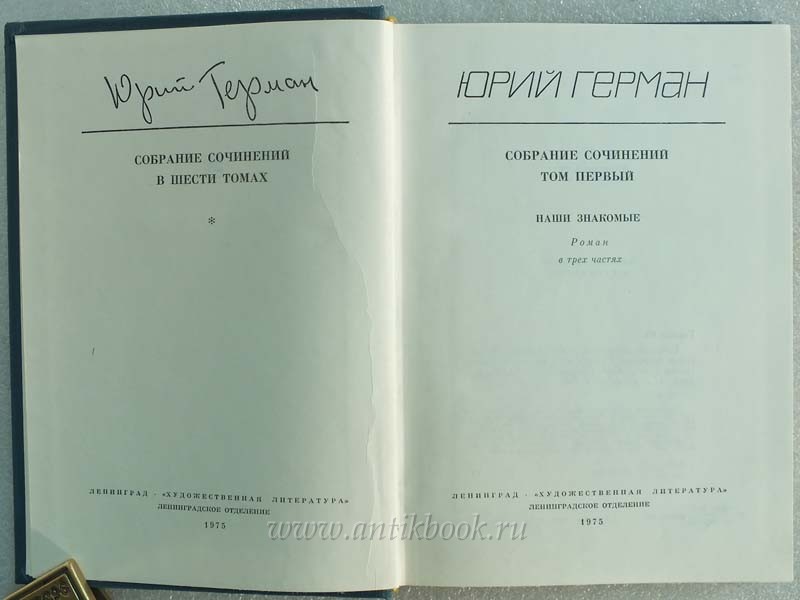 Юрий Герман
СОБРАНИЕ СОЧИНЕНИЙ
В ШЕСТИ ТОМАХ
*
ЛЕНИНГРАД · «ХУДОЖЕСТВЕННАЯ ЛИТЕРАТУРА»
ЛЕНИНГРАДСКОЕ ОТДЕЛЕНИЕ
1975
ЮРИЙ ГЕРМАН
СОБРАНИЕ СОЧИНЕНИЙ
ТОМ ПЕРВЫЙ
НАШИ ЗНАКОМЫЕ
Роман
в трех частях
ЛЕНИНГРАД · «ХУДОЖЕСТВЕННАЯ ЛИТЕРАТУРА»
ЛЕНИНГРАДСКОЕ ОТДЕЛЕНИЕ
1975
www.antikbook.ru